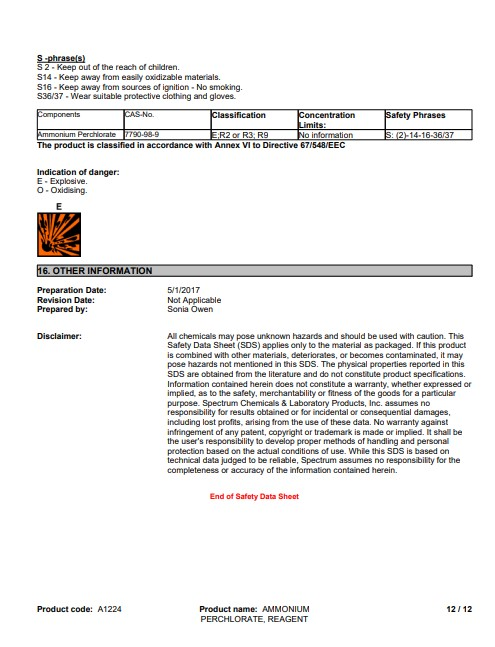 S -phrase(s)
S 2 - Keep out of the reach of children.
S14 - Keep away from easily oxidizable materials.
S16 - Keep away from sources of ignition - No smoking.
S36/37 - Wear suitable protective clothing and gloves.
Components CAS-No. Classification Concentration Limits: Safety Phrases
Ammonium Perchlorate 7790-98-9 E;R2 or R3; R9 No information S: (2)-14-16-36/37
The product is classified in accordance with Annex VI to Directive 67/548/EEC
Indication of danger:
E - Explosive.
O - Oxidising.
E
16. OTHER INFORMATION
Preparation Date: 5/1/2017
Revision Date: Not Applicable
Prepared by: Sonia Owen
Disclaimer: All chemicals may pose unknown hazards and should be used with caution. This
Safety Data Sheet (SDS) applies only to the material as packaged. If this product
is combined with other materials, deteriorates, or becomes contaminated, it may
pose hazards not mentioned in this SDS. The physical properties reported in this
SDS are obtained from the literature and do not constitute product specifications.
Information contained herein does not constitute a warranty, whether expressed or
implied, as to the safety, merchantability or fitness of the goods for a particular
purpose. Spectrum Chemicals & Laboratory Products, Inc. assumes no
responsibility for results obtained or for incidental or consequential damages,
including lost profits, arising from the use of these data. No warranty against
infringement of any patent, copyright or trademark is made or implied. It shall be
the user's responsibility to develop proper methods of handling and personal
protection based on the actual conditions of use. While this SDS is based on
technical data judged to be reliable, Spectrum assumes no responsibility for the
completeness or accuracy of the information contained herein.
End of Safety Data Sheet
Product code: A1224 Product name: AMMONIUM 12 / 12
PERCHLORATE, REAGENT